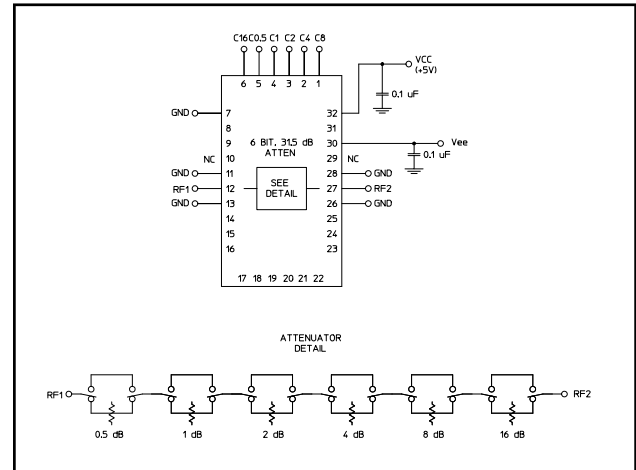 C16 C0.5 C1 C2 C4 C8
6 5 4 3 2 1
VCC
(+5V)
0.1 uF
GND 7 32
8 31
9 30 Vee
6 BIT, 31.5 dB
ATTEN
0.1 uF
NC 10 29 NC
GND 11 28 GND
RF1 12 27 RF2
GND 13 26 GND
SEE
DETAIL
14 25
15 24
16 23
17 18 19 20 21 22
ATTENUATOR
DETAIL
RF1 RF2
0.5 dB 1 dB 2 dB 4 dB 8 dB 16 dB